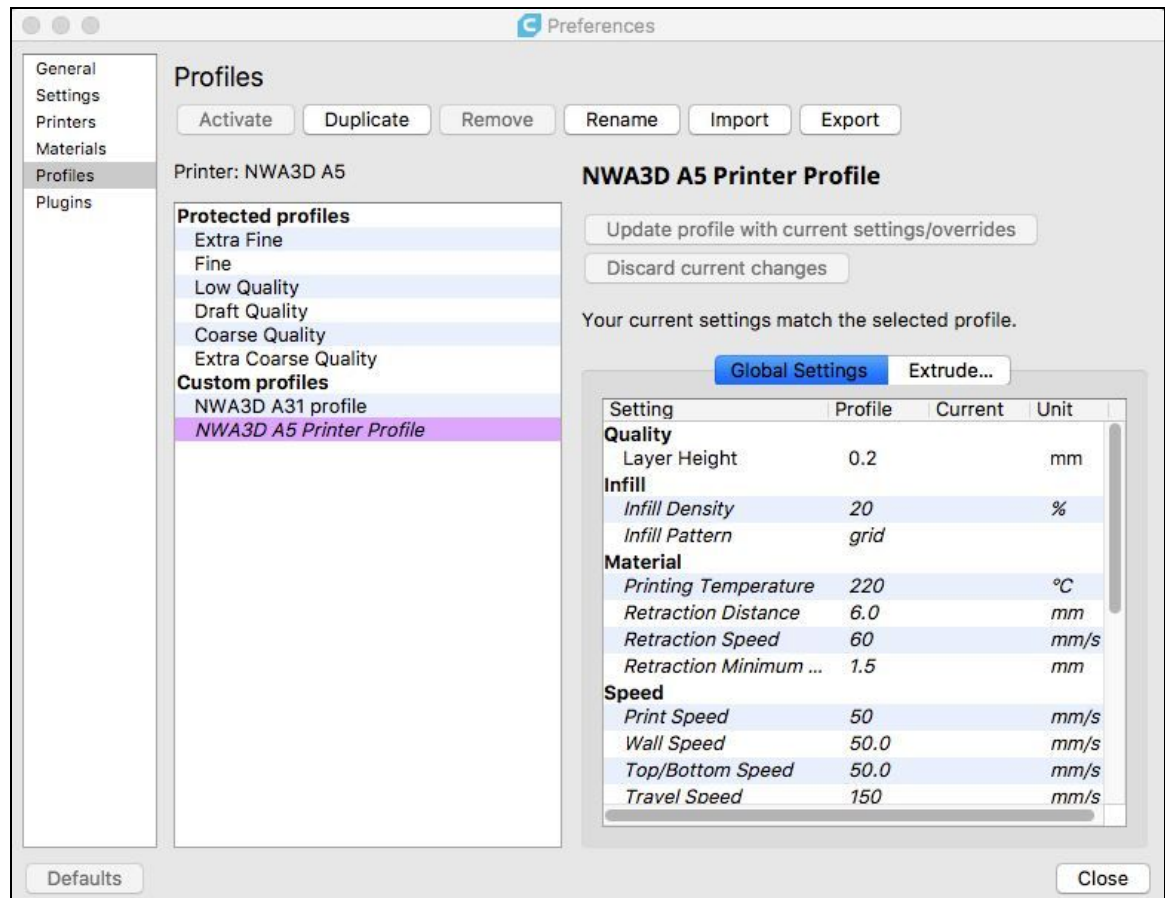 Preferences
General
Settings
Printers
Materials
Profiles
Plugins
Profiles
Activate Duplicate Remove Rename Import Export
Printer: NWA3D A5
Protected profiles
Extra Fine
Fine
Low Quality
Draft Quality
Coarse Quality
Extra Coarse Quality
Custom profiles
NWA3D A31 profile
NWA3D A5 Printer Profile
NWA3D A5 Printer Profile
Update profile with current settings/overrides
Discard current changes
Your current settings match the selected profile.
Global Settings Extrude...
Setting Profile Current Unit
Quality
Layer Height 0.2 mm
Infill
Infill Density 20 %
Infill Pattern grid
Material
Printing Temperature 220 °C
Retraction Distance 6.0 mm
Retraction Speed 60 mm/s
Retraction Minimum ... 1.5 mm
Speed
Print Speed 50 mm/s
Wall Speed 50.0 mm/s
Top/Bottom Speed 50.0 mm/s
Travel Speed 150 mm/s
Defaults Close